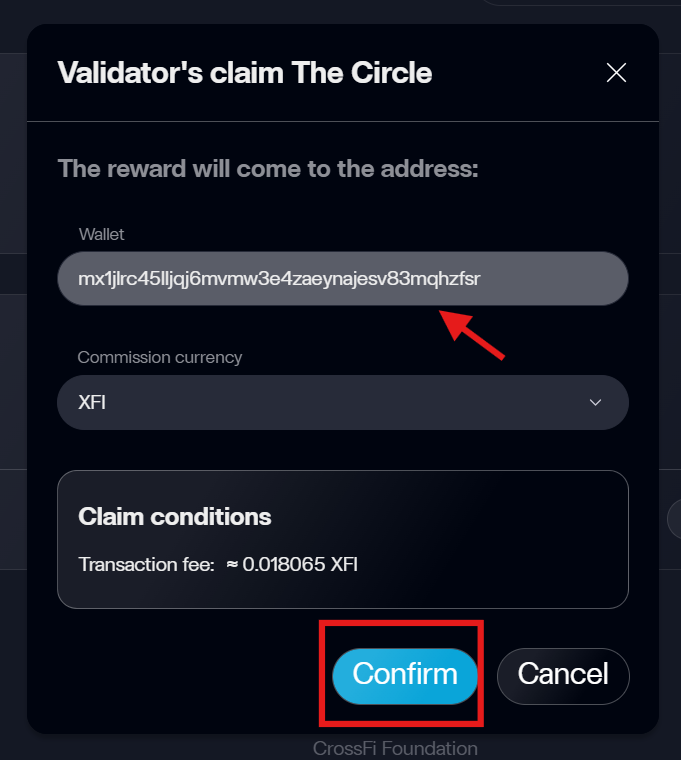 Validator's claim The Circle
The reward will come to the address:
Wallet
mx1jlrc45lljqj6mvmw3e4zaeynajesv83mqhzfsr
Commission currency
XFI
Claim conditions
Transaction fee: ≈ 0.018065 XFI
Confirm
Cancel
CrossFi Foundation